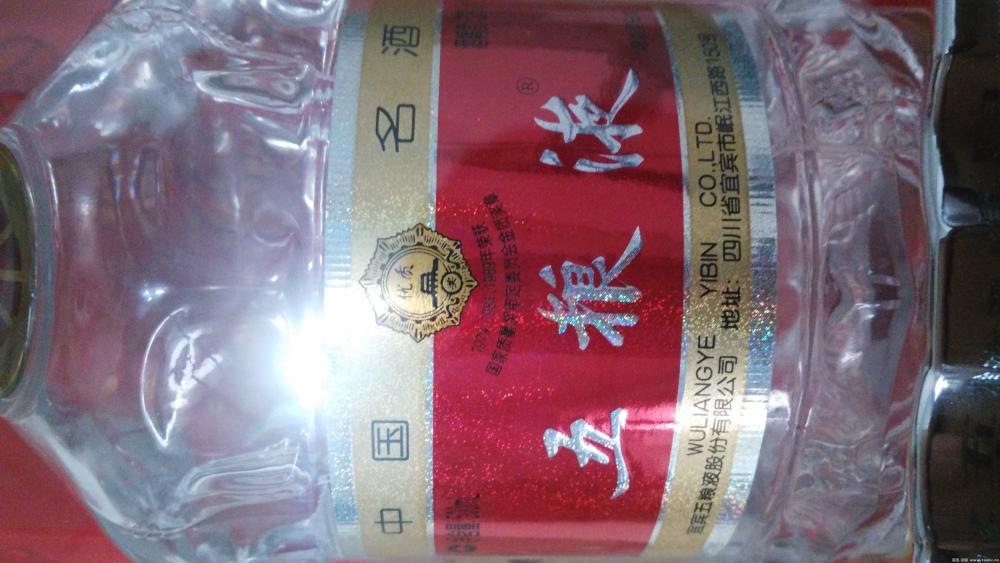 中国名酒
优质
1979、1984、1989年荣获
国家质量奖审定委员会金质奖章
五粮液®
WULIANGYE YIBIN CO.,LTD.
宜宾五粮液股份有限公司 地址：四川省宜宾市岷江西路150号